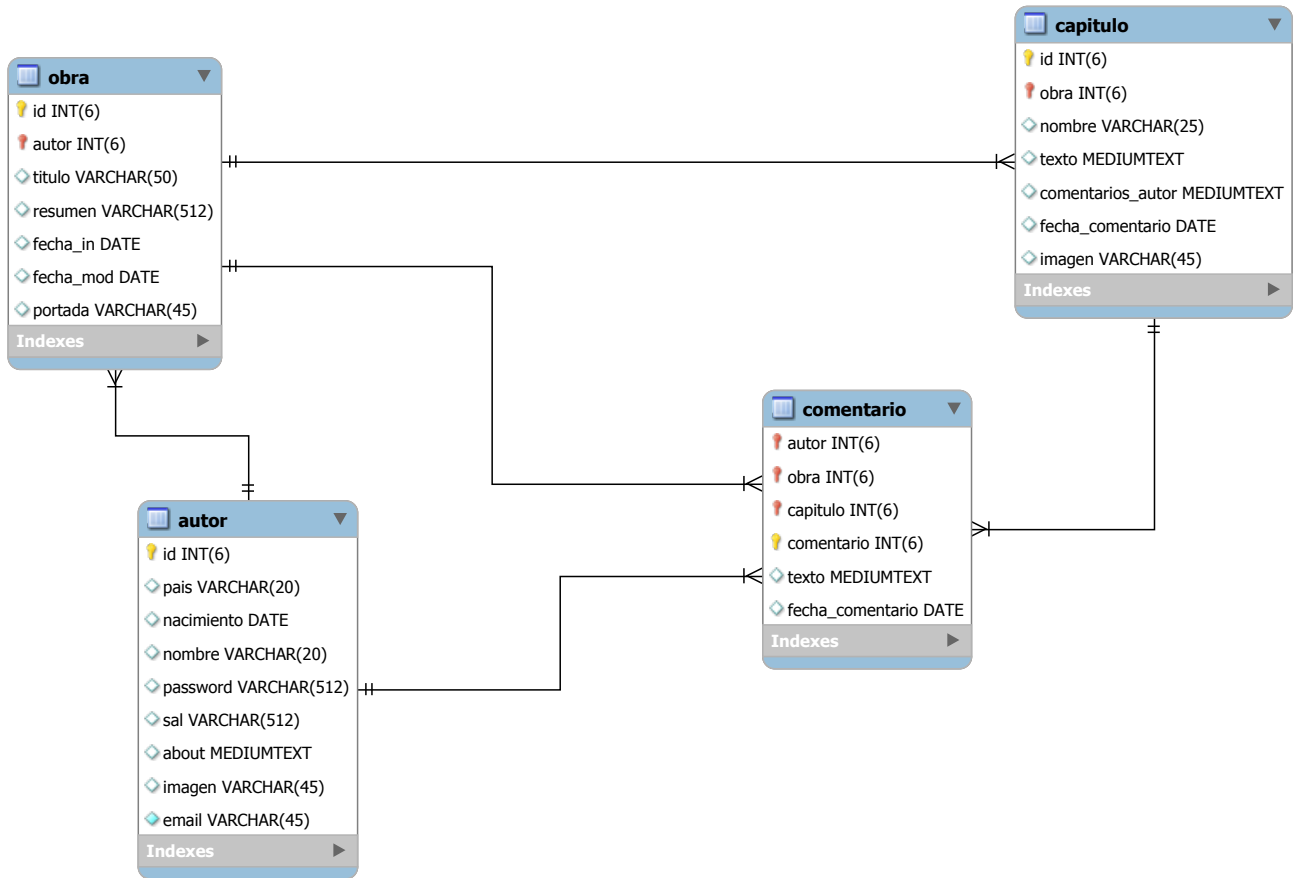 obra
id INT(6)
autor INT(6)
titulo VARCHAR(50)
resumen VARCHAR(512)
fecha_in DATE
fecha_mod DATE
portada VARCHAR(45)
Indexes
capitulo
id INT(6)
obra INT(6)
nombre VARCHAR(25)
texto MEDIUMTEXT
comentarios_autor MEDIUMTEXT
fecha_comentario DATE
imagen VARCHAR(45)
Indexes
comentario
autor INT(6)
obra INT(6)
capitulo INT(6)
comentario INT(6)
texto MEDIUMTEXT
fecha_comentario DATE
Indexes
autor
id INT(6)
pais VARCHAR(20)
nacimiento DATE
nombre VARCHAR(20)
password VARCHAR(512)
sal VARCHAR(512)
about MEDIUMTEXT
imagen VARCHAR(45)
email VARCHAR(45)
Indexes